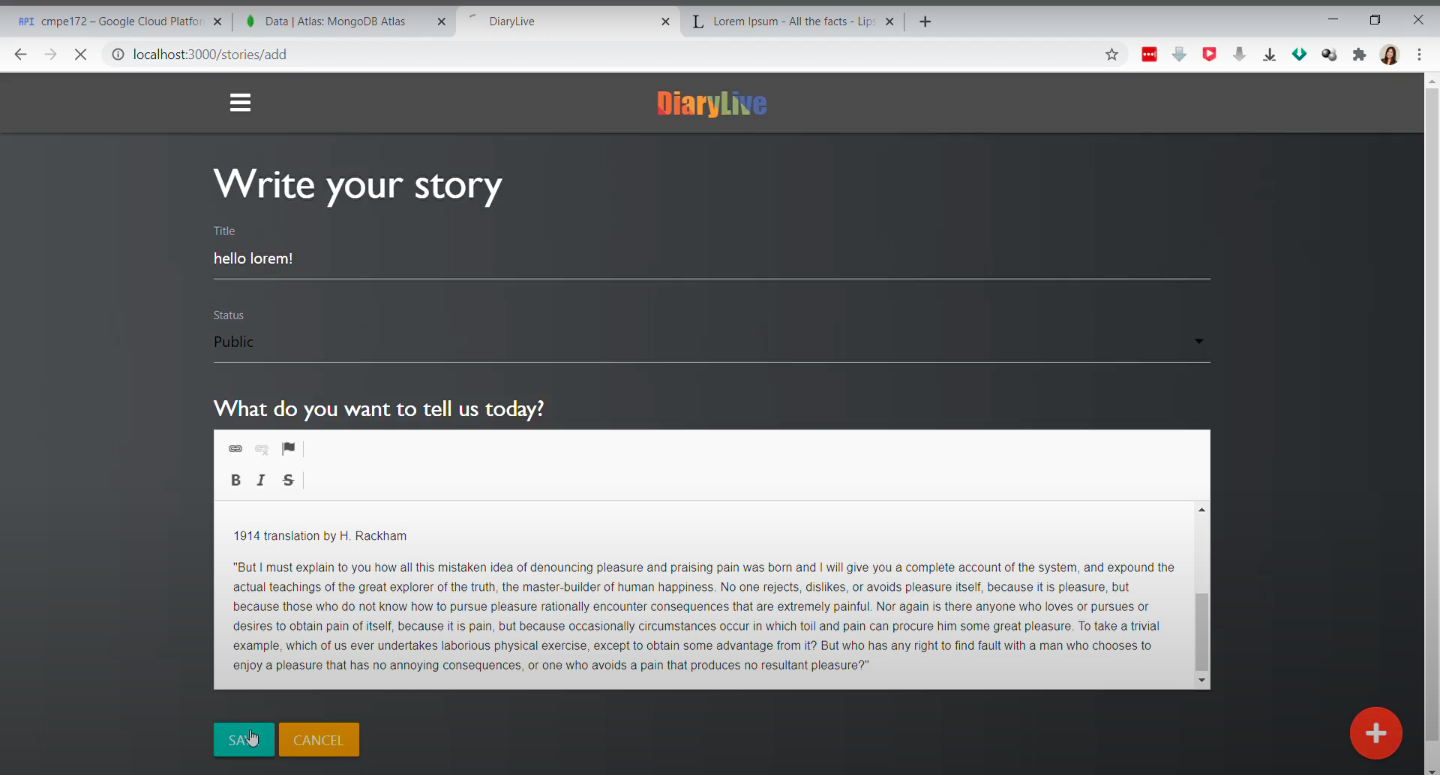 API cmpe172 – Google Cloud Platfor
Data | Atlas: MongoDB Atlas
DiaryLive
L Lorem Ipsum - All the facts - Lips
localhost:3000/stories/add
DiaryLive
Write your story
Title
hello lorem!
Status
Public
What do you want to tell us today?
B I S
1914 translation by H. Rackham
"But I must explain to you how all this mistaken idea of denouncing pleasure and praising pain was born and I will give you a complete account of the system, and expound the
actual teachings of the great explorer of the truth, the master-builder of human happiness. No one rejects, dislikes, or avoids pleasure itself, because it is pleasure, but
because those who do not know how to pursue pleasure rationally encounter consequences that are extremely painful. Nor again is there anyone who loves or pursues or
desires to obtain pain of itself, because it is pain, but because occasionally circumstances occur in which toil and pain can procure him some great pleasure. To take a trivial
example, which of us ever undertakes laborious physical exercise, except to obtain some advantage from it? But who has any right to find fault with a man who chooses to
enjoy a pleasure that has no annoying consequences, or one who avoids a pain that produces no resultant pleasure?"
CANCEL